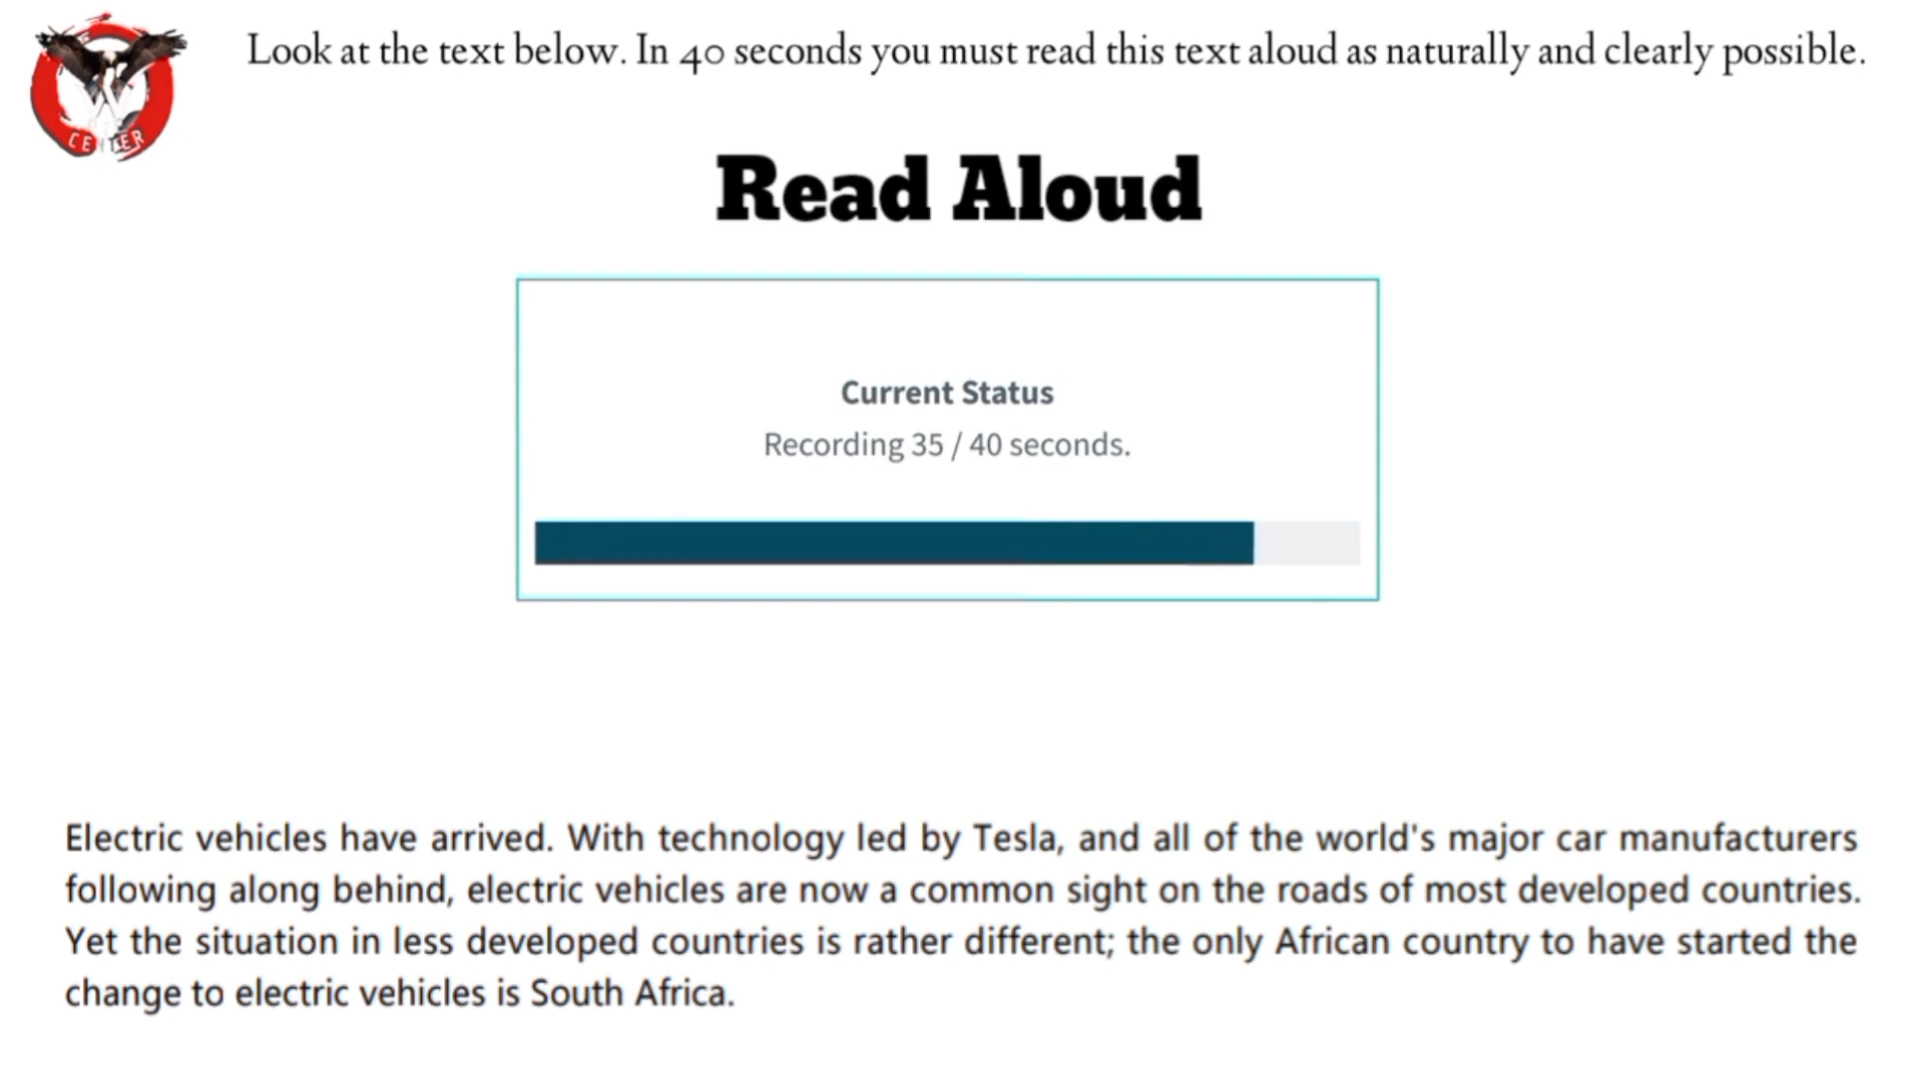 Look at the text below. In 40 seconds you must read this text aloud as naturally and clearly possible.
CENTER
Read Aloud
Current Status
Recording 35 / 40 seconds.
Electric vehicles have arrived. With technology led by Tesla, and all of the world's major car manufacturers
following along behind, electric vehicles are now a common sight on the roads of most developed countries.
Yet the situation in less developed countries is rather different; the only African country to have started the
change to electric vehicles is South Africa.